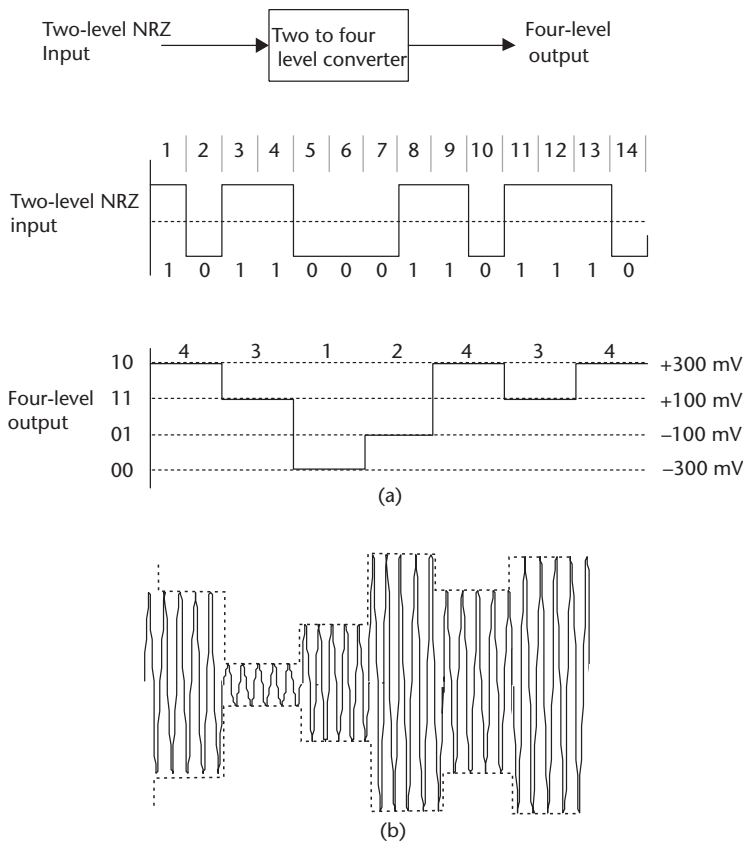 Two-level NRZ
Input
Two to four
level converter
Four-level
output
1 2 3 4 5 6 7 8 9 10 11 12 13 14
Two-level NRZ
input
1 0 1 1 0 0 0 1 1 0 1 1 1 0
4 3 1 2 4 3 4
10 +300 mV
11 +100 mV
Four-level
output
01 –100 mV
00 –300 mV
(a)
(b)